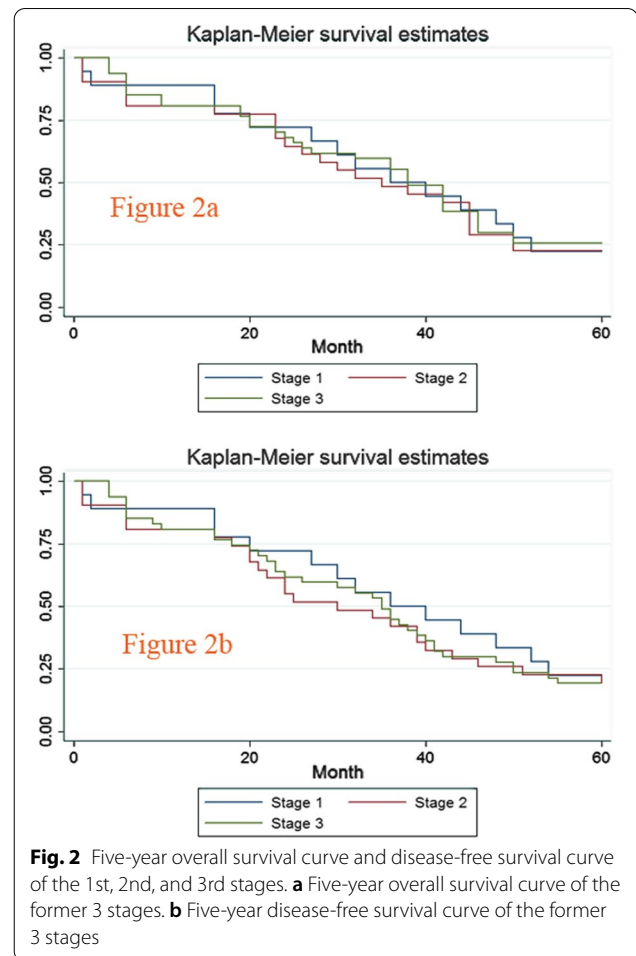 Kaplan-Meier survival estimates
1.00
0.75
0.50
0.25
0.00
Figure 2a
0 20 40 60
Month
Stage 1 Stage 2
Stage 3
Kaplan-Meier survival estimates
1.00
0.75
0.50
0.25
0.00
Figure 2b
0 20 40 60
Month
Stage 1 Stage 2
Stage 3
Fig. 2 Five-year overall survival curve and disease-free survival curve
of the 1st, 2nd, and 3rd stages. a Five-year overall survival curve of the
former 3 stages. b Five-year disease-free survival curve of the former
3 stages